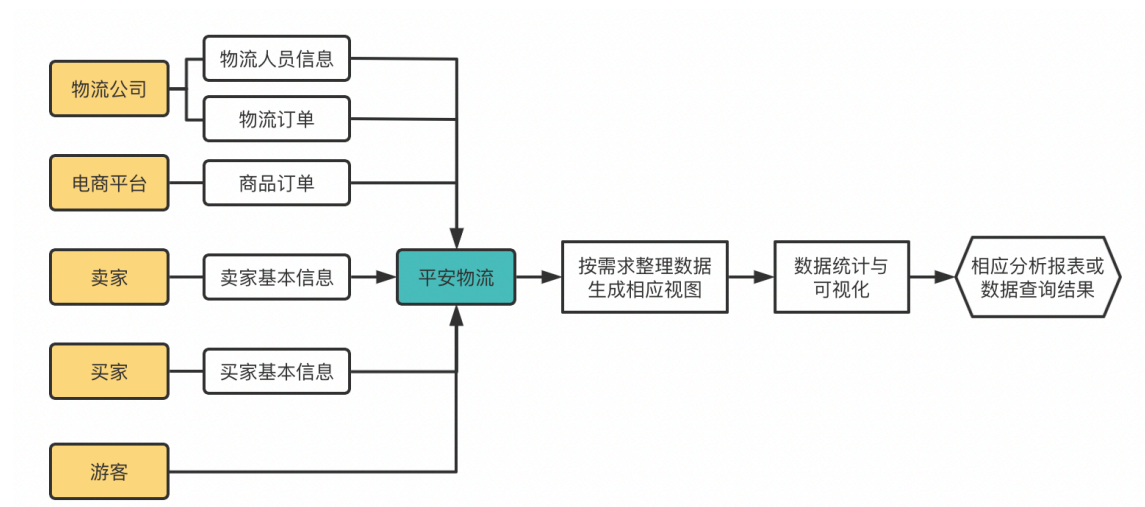 物流公司
物流人员信息
物流订单
电商平台
商品订单
卖家
卖家基本信息
平安物流
按需求整理数据
生成相应视图
数据统计与
可视化
相应分析报表或
数据查询结果
买家
买家基本信息
游客